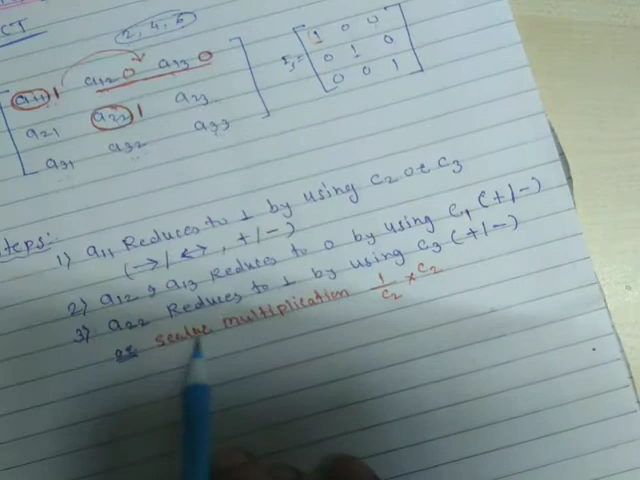 CT
2, 4, 6
a11 1 a12 0 a13 0
a21 a22 1 a23
a31 a32 a33
I3 =
1 0 0
0 1 0
0 0 1
Steps:
1) a11 Reduces to 1 by using C2 or C3
(→/↔, +/-)
2) a12 & a13 Reduces to 0 by using C1 (+/-)
3) a22 Reduces to 1 by using C3 (+/-)
or multiplication 1/C2 × C2